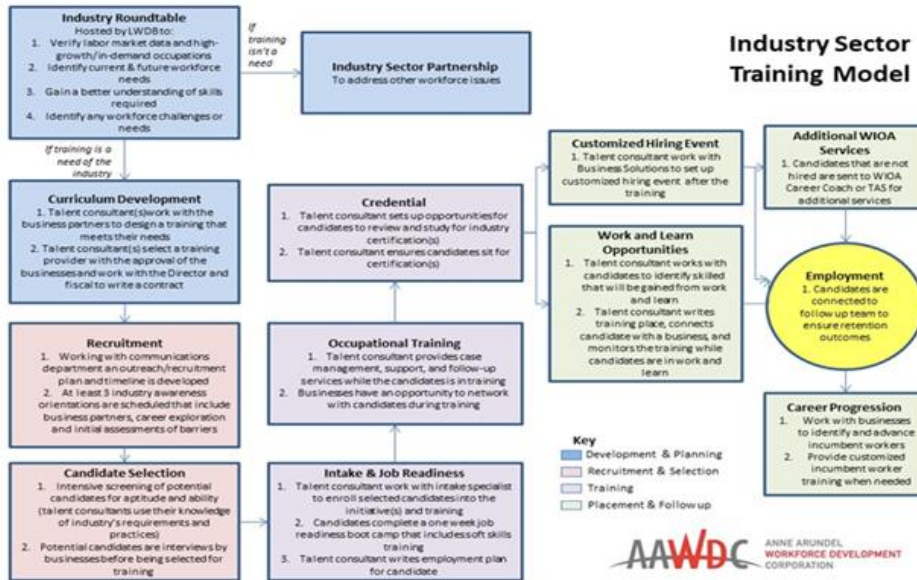 Industry Roundtable
Hosted by LWDB to:
1. Verify labor market data and high-
growth/in-demand occupations
2. Identify current & future workforce
needs
3. Gain a better understanding of skills
required
4. Identify any workforce challenges or
needs
If
training
isn't a
need
Industry Sector Partnership
To address other workforce issues
Industry Sector
Training Model
If training is a
need of the
industry
Curriculum Development
1. Talent consultant(s)work with the
business partners to design a training that
meets their needs
2. Talent consultant(s) select a training
provider with the approval of the
businesses and work with the Director and
fiscal to write a contract
Recruitment
1. Working with communications
department an outreach/recruitment
plan and timeline is developed
2. At least 3 industry awareness
orientations are scheduled that include
business partners, career exploration
and initial assessments of barriers
Candidate Selection
1. Intensive screening of potential
candidates for aptitude and ability
(talent consultants use their knowledge
of industry's requirements and
practices)
2. Potential candidates are interviews by
businesses before being selected for
training
Credential
1. Talent consultant sets up opportunities for
candidates to review and study for industry
certification(s)
2. Talent consultant ensures candidates sit for
certification(s)
Occupational Training
1. Talent consultant provides case
management, support, and follow-up
services while the candidates is in training
2. Businesses have an opportunity to
network with candidates during training
Intake & Job Readiness
1. Talent consultant work with intake specialist
to enroll selected candidates into the
initiative(s) and training
2. Candidates complete a one week job
readiness boot camp that includes soft skills
training
3. Talent consultant writes employment plan
for candidate
Customized Hiring Event
1. Talent consultant work with
Business Solutions to set up
customized hiring event after the
training
Work and Learn
Opportunities
1. Talent consultant works with
candidates to identify skilled
that will be gained from work and
learn
2. Talent consultant writes
training place, connects
candidate with a business, and
monitors the training while
candidates are in work and
learn
Additional WIOA
Services
1. Candidates that are not
hired are sent to WIOA
Career Coach or TAS for
additional services
Employment
1. Candidates are
connected to
follow up team to
ensure retention
outcomes
Career Progression
1. Work with businesses
to identify and advance
incumbent workers
2. Provide customized
incumbent worker
training when needed
Key
Development & Planning
Recruitment & Selection
Training
Placement & Follow up
AAWDC
ANNE ARUNDEL
WORKFORCE DEVELOPMENT
CORPORATION